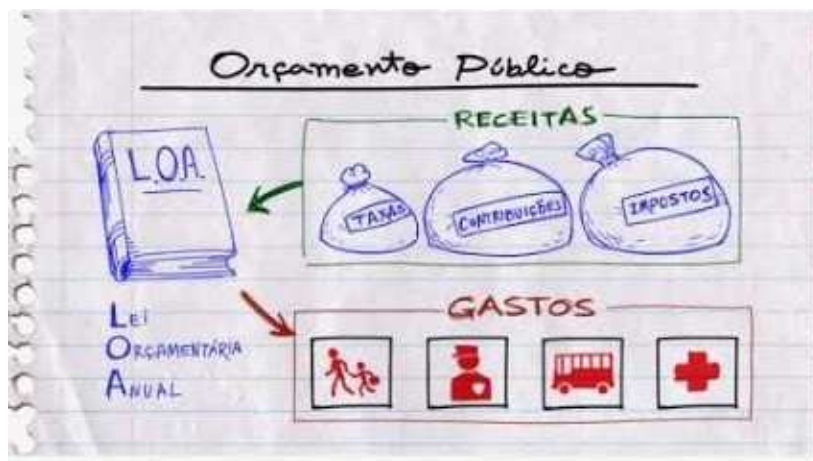 Orçamento Público
RECEITAS
L.O.A.
TAXAS
CONTRIBUIÇÕES
IMPOSTOS
GASTOS
LEI
ORÇAMENTÁRIA
ANUAL